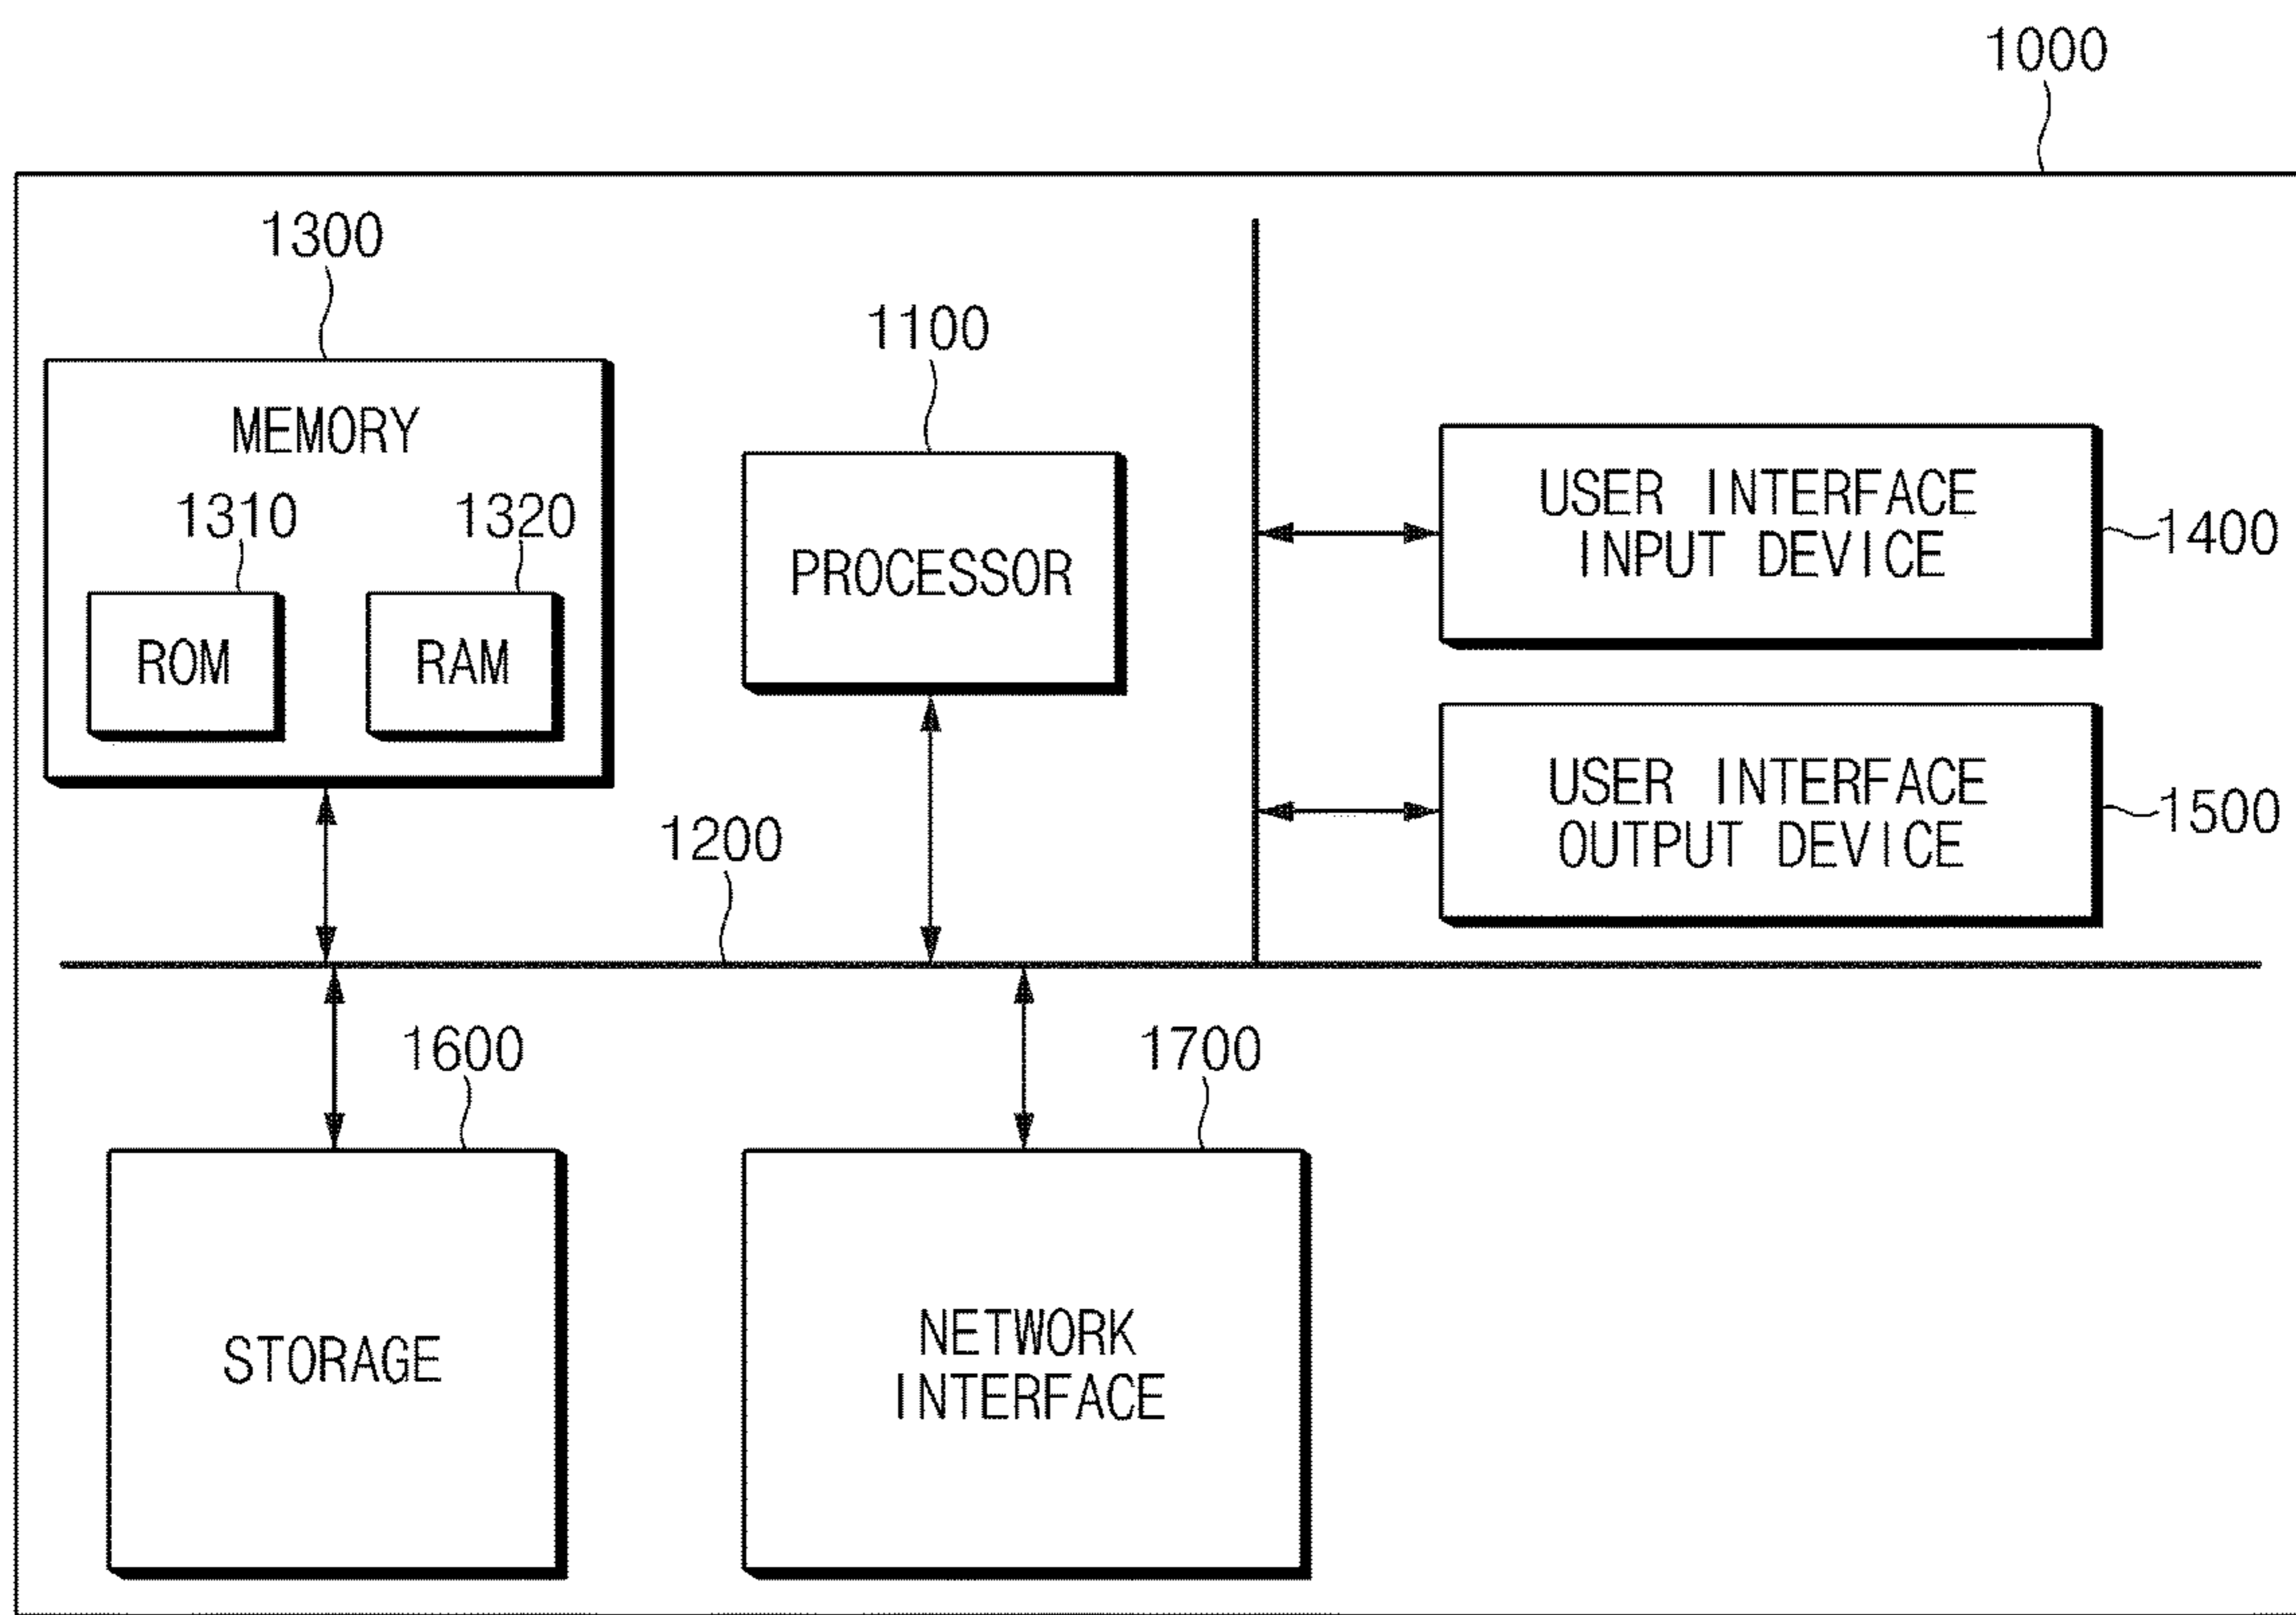 1000
1300
MEMORY
1310
1320
ROM
RAM
1100
PROCESSOR
USER INTERFACE
INPUT DEVICE
1400
USER INTERFACE
OUTPUT DEVICE
1500
1200
1600
STORAGE
1700
NETWORK
INTERFACE